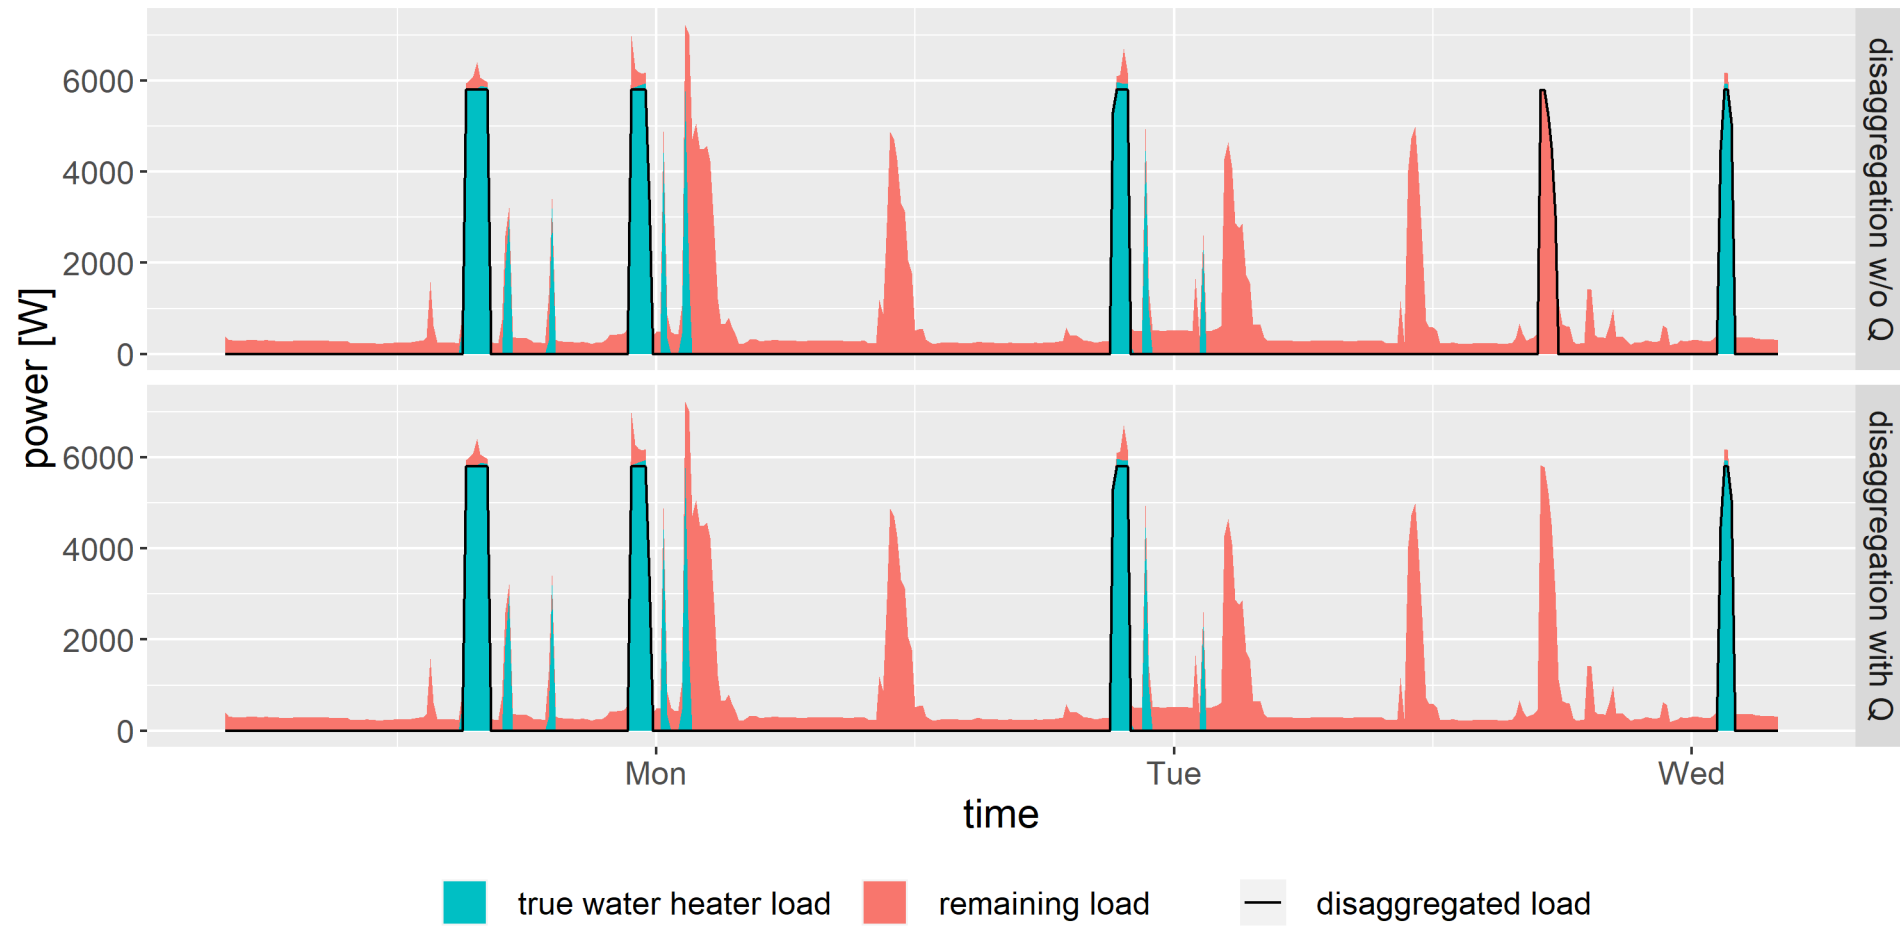 power [W]
6000
4000
2000
0
disaggregation w/o Q
6000
4000
2000
0
disaggregation with Q
Mon Tue Wed
time
true water heater load remaining load disaggregated load